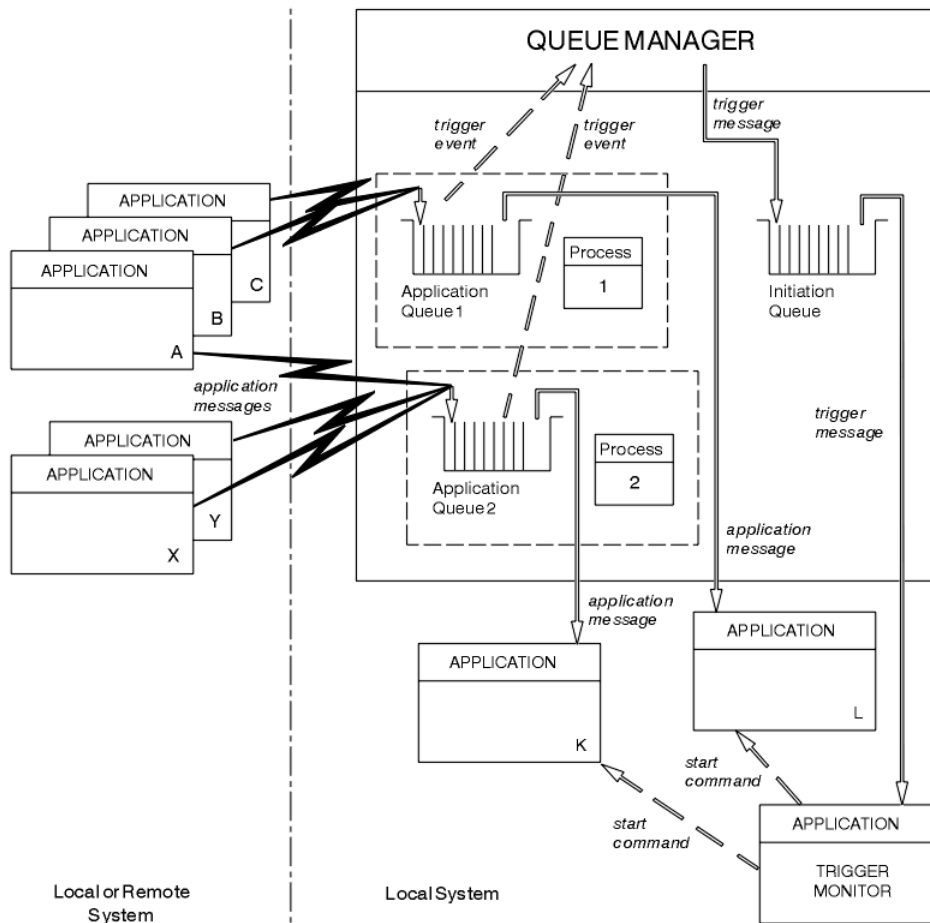 QUEUE MANAGER
trigger
event
trigger
event
trigger
message
APPLICATION
APPLICATION
APPLICATION
C
B
A
Application
Queue 1
Process
1
Initiation
Queue
application
messages
APPLICATION
APPLICATION
Y
X
Application
Queue 2
Process
2
trigger
message
application
message
application
message
APPLICATION
K
APPLICATION
L
start
command
start
command
APPLICATION
TRIGGER
MONITOR
Local or Remote
System
Local System